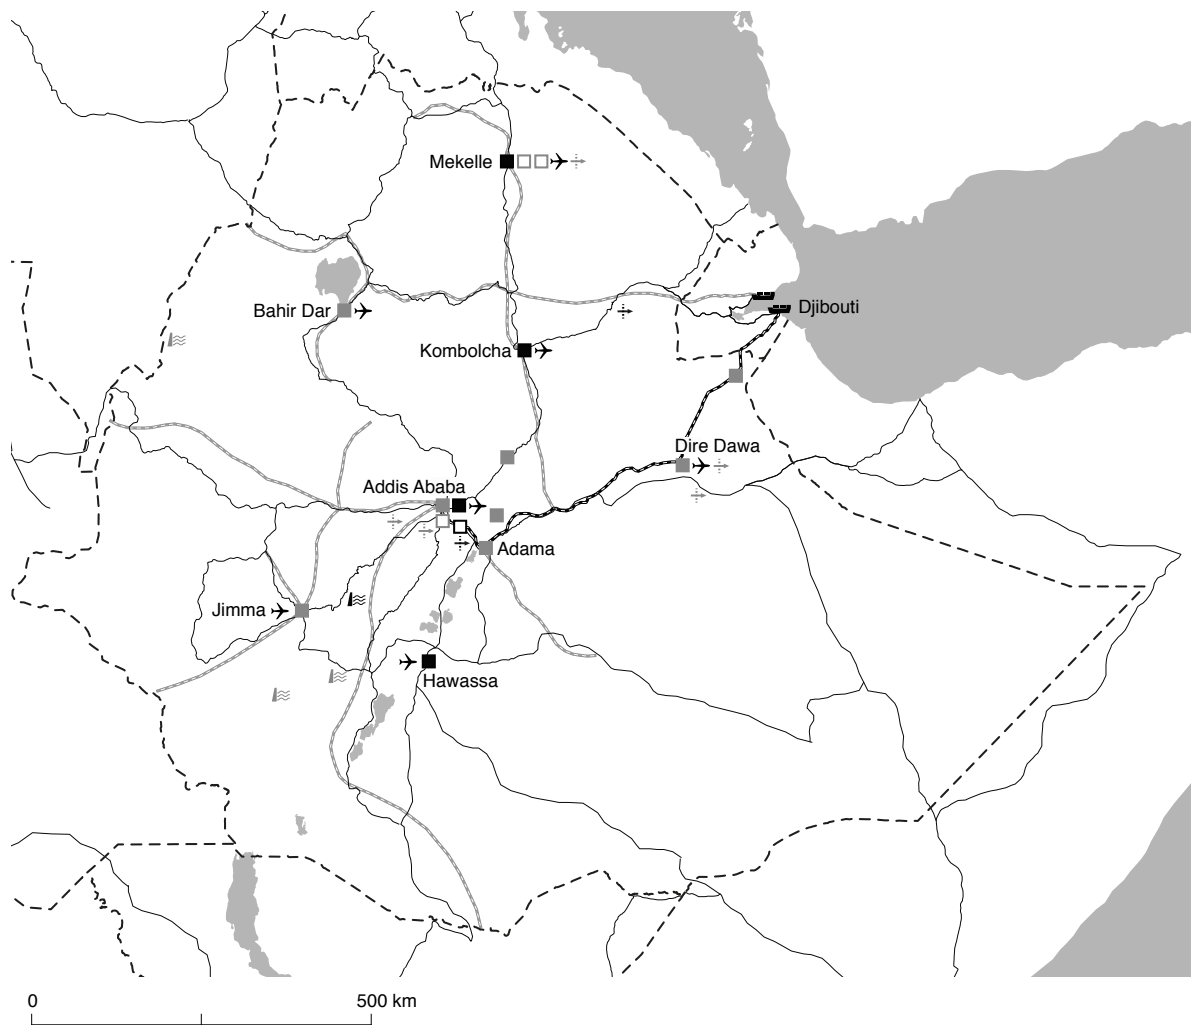 Mekelle
Bahir Dar
Djibouti
Kombolcha
Dire Dawa
Addis Ababa
Adama
Jimma
Hawassa
0
500 km